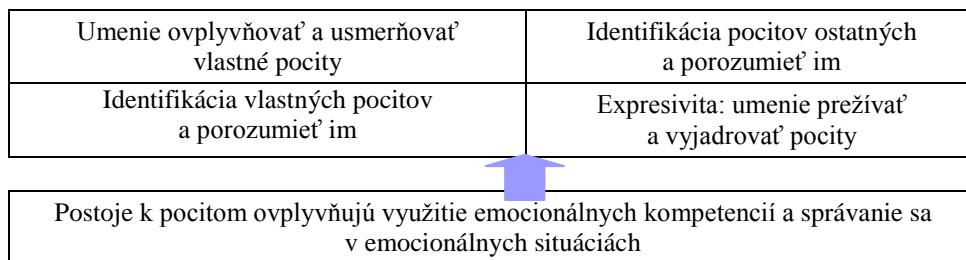 Umenie ovplyvňovať a usmerňovať
vlastné pocity
Identifikácia pocitov ostatných
a porozumieť im
Identifikácia vlastných pocitov
a porozumieť im
Expresivita: umenie prežívať
a vyjadrovať pocity
Postoje k pocitom ovplyvňujú využitie emocionálnych kompetencií a správanie sa
v emocionálnych situáciách